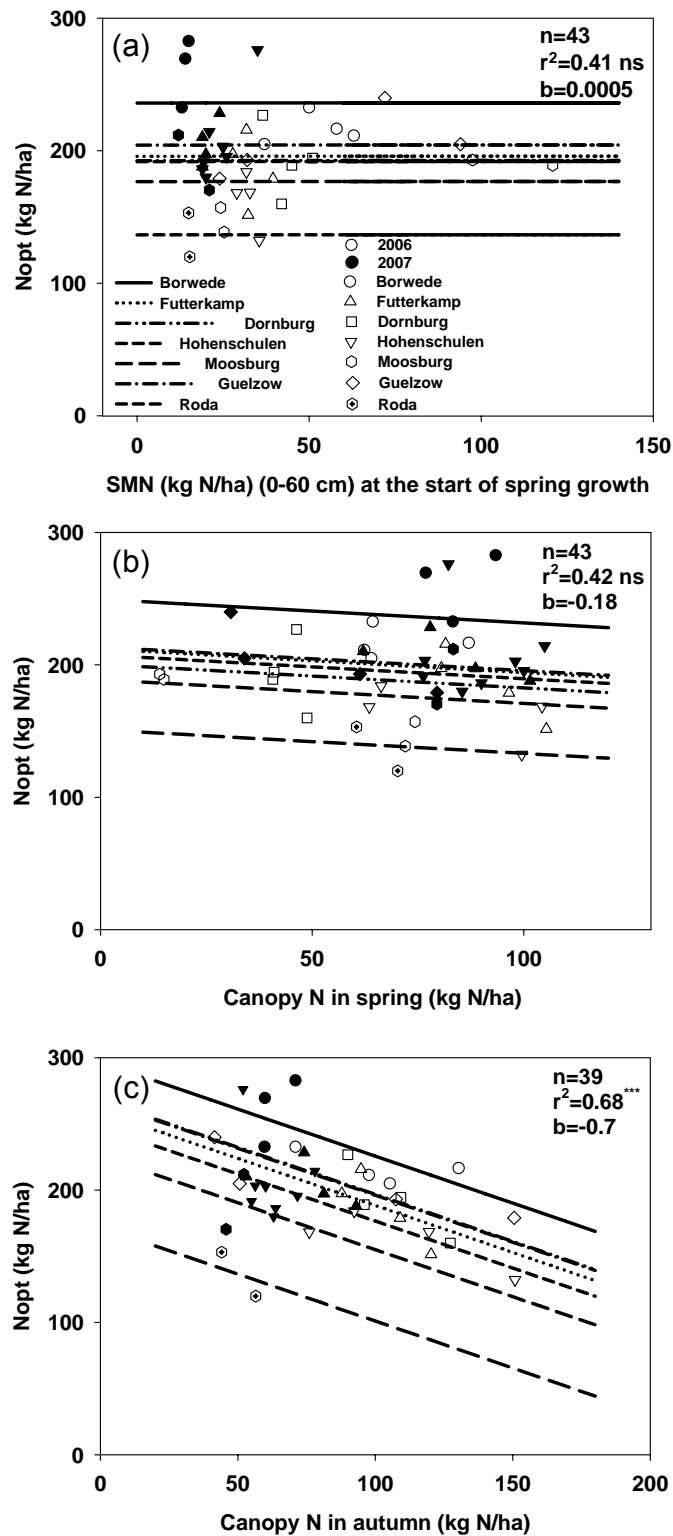 (a)
n=43
r²=0.41 ns
b=0.0005
300
200
100
0
Nopt (kg N/ha)
2006
2007
Borwede Borwede
Futterkamp Futterkamp
Dornburg Dornburg
Hohenschulen Hohenschulen
Moosburg Moosburg
Guelzow Guelzow
Roda Roda
0 50 100 150
SMN (kg N/ha) (0-60 cm) at the start of spring growth
(b)
n=43
r²=0.42 ns
b=-0.18
300
200
100
0
Nopt (kg N/ha)
0 50 100
Canopy N in spring (kg N/ha)
(c)
n=39
r²=0.68***
b=-0.7
300
200
100
0
Nopt (kg N/ha)
0 50 100 150 200
Canopy N in autumn (kg N/ha)